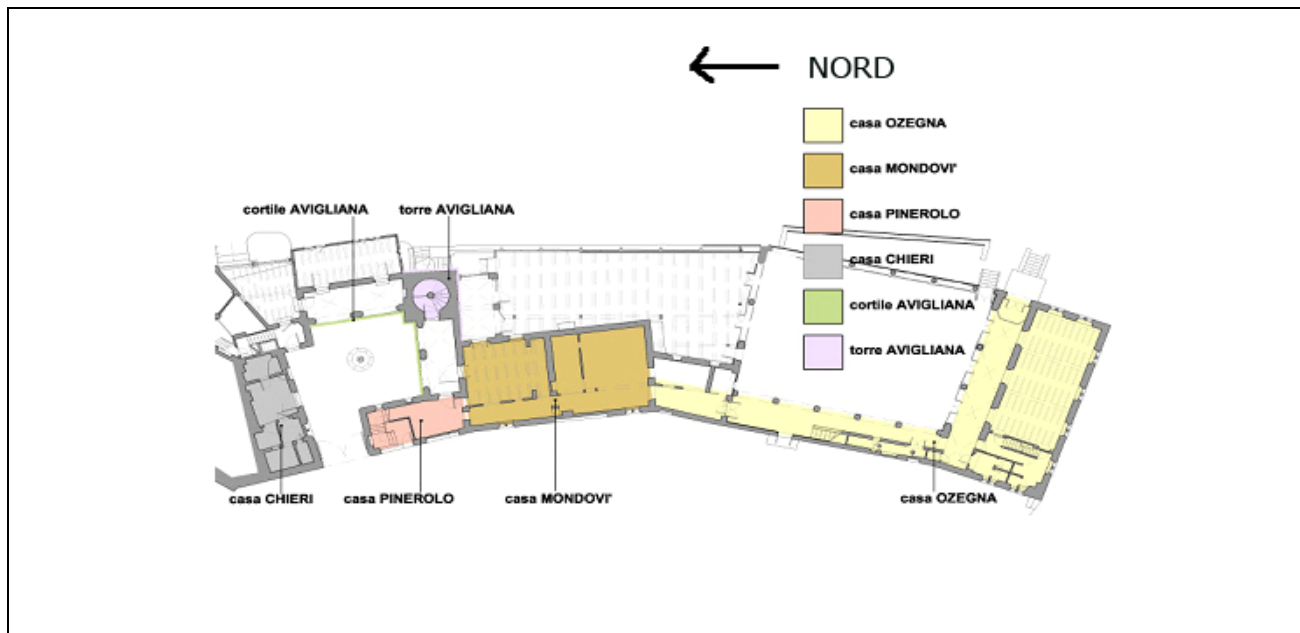 NORD
casa OZEGNA
casa MONDOVI'
casa PINEROLO
casa CHIERI
cortile AVIGLIANA
torre AVIGLIANA
cortile AVIGLIANA
torre AVIGLIANA
casa CHIERI
casa PINEROLO
casa MONDOVI'
casa OZEGNA